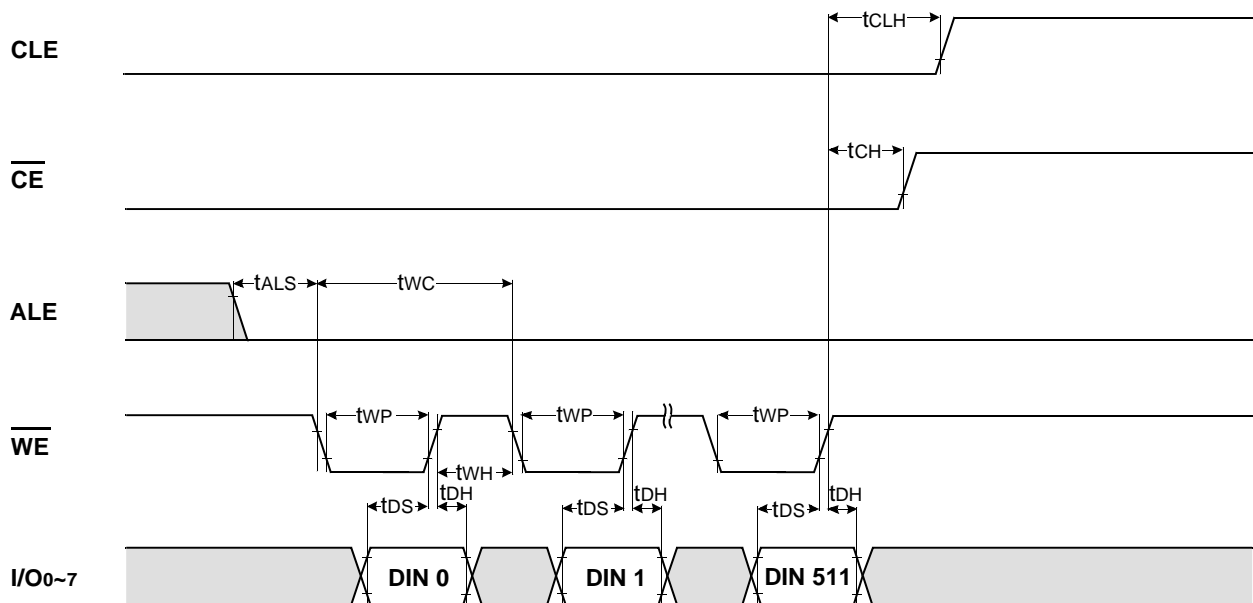 tCLH
CLE
tCH
CE
tALS
tWC
ALE
tWP
tWP
tWP
WE
tWH
tDS
tDH
tDS
tDH
tDS
tDH
I/O0~7
DIN 0
DIN 1
DIN 511